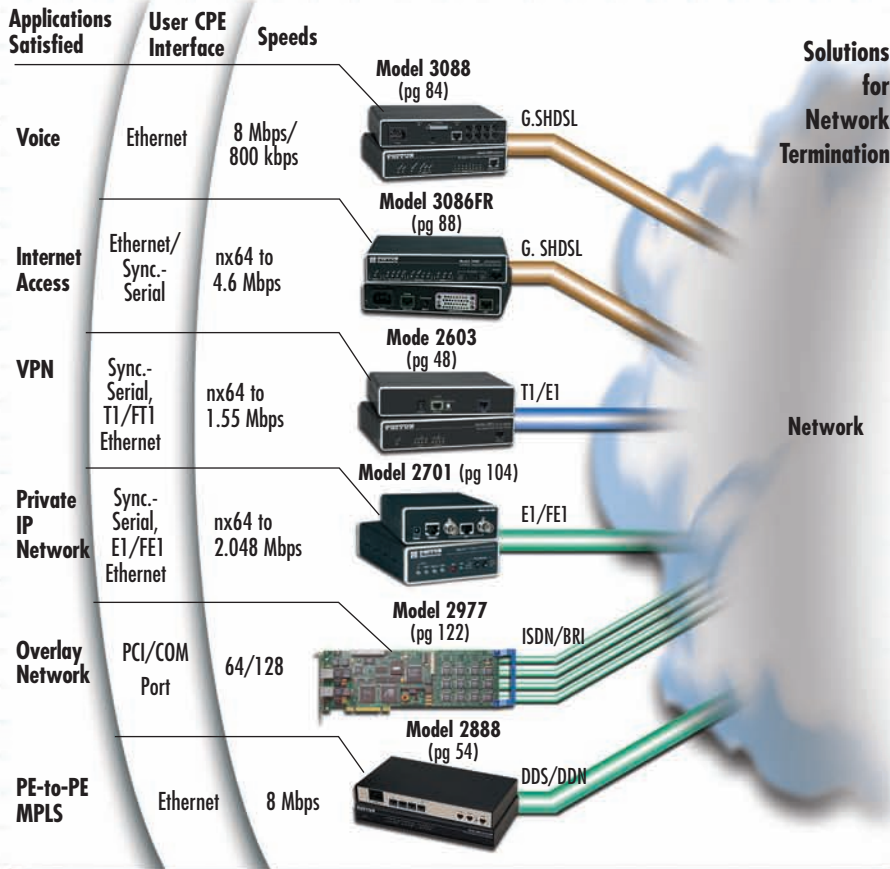 Applications
Satisfied
User CPE
Interface
Speeds
Solutions
for
Network
Termination
Model 3088
(pg 84)
G.SHDSL
Voice
Ethernet
8 Mbps/
800 kbps
PATTON
Model 3086FR
(pg 88)
G. SHDSL
Internet
Access
Ethernet/
Sync.-
Serial
nx64 to
4.6 Mbps
Mode 2603
(pg 48)
T1/E1
VPN
Sync.-
Serial,
T1/FT1
Ethernet
nx64 to
1.55 Mbps
PATTON
Network
Model 2701 (pg 104)
E1/FE1
Private
IP
Network
Sync.-
Serial,
E1/FE1
Ethernet
nx64 to
2.048 Mbps
Model 2977
(pg 122)
ISDN/BRI
Overlay
Network
PCI/COM
Port
64/128
Model 2888
(pg 54)
DDS/DDN
PE-to-PE
MPLS
Ethernet
8 Mbps